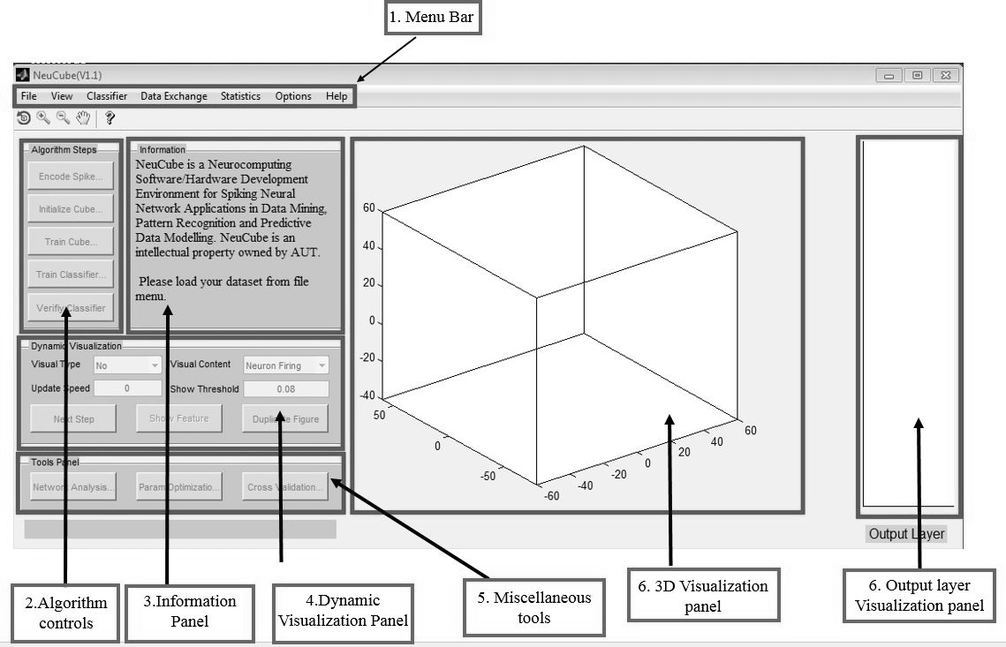 1. Menu Bar
NeuCube(V1.1)
File View Classifier Data Exchange Statistics Options Help
Algorithm Steps
Encode Spike...
Initialize Cube...
Train Cube...
Train Classifier...
Verifiy Classifier
Information
NeuCube is a Neurocomputing
Software/Hardware Development
Environment for Spiking Neural
Network Applications in Data Mining,
Pattern Recognition and Predictive
Data Modelling. NeuCube is an
intellectual property owned by AUT.
Please load your dataset from file
menu.
Dynamic Visualization
Visual Type No Visual Content Neuron Firing
Update Speed 0 Show Threshold 0.08
Next Step Show Feature Duplicate Figure
Tools Panel
Network Analysis... Param Optimizatio... Cross Validation...
60
40
20
0
-20
-40
50
0
-50
-60
-40
-20
0
20
40
60
Output Layer
2.Algorithm
controls
3.Information
Panel
4.Dynamic
Visualization Panel
5. Miscellaneous
tools
6. 3D Visualization
panel
6. Output layer
Visualization panel